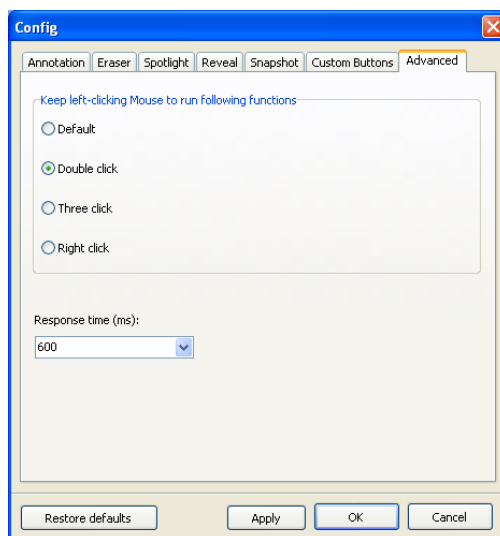 Config
Annotation Eraser Spotlight Reveal Snapshot Custom Buttons Advanced
Keep left-clicking Mouse to run following functions
Default
Double click
Three click
Right click
Response time (ms):
600
Restore defaults Apply OK Cancel